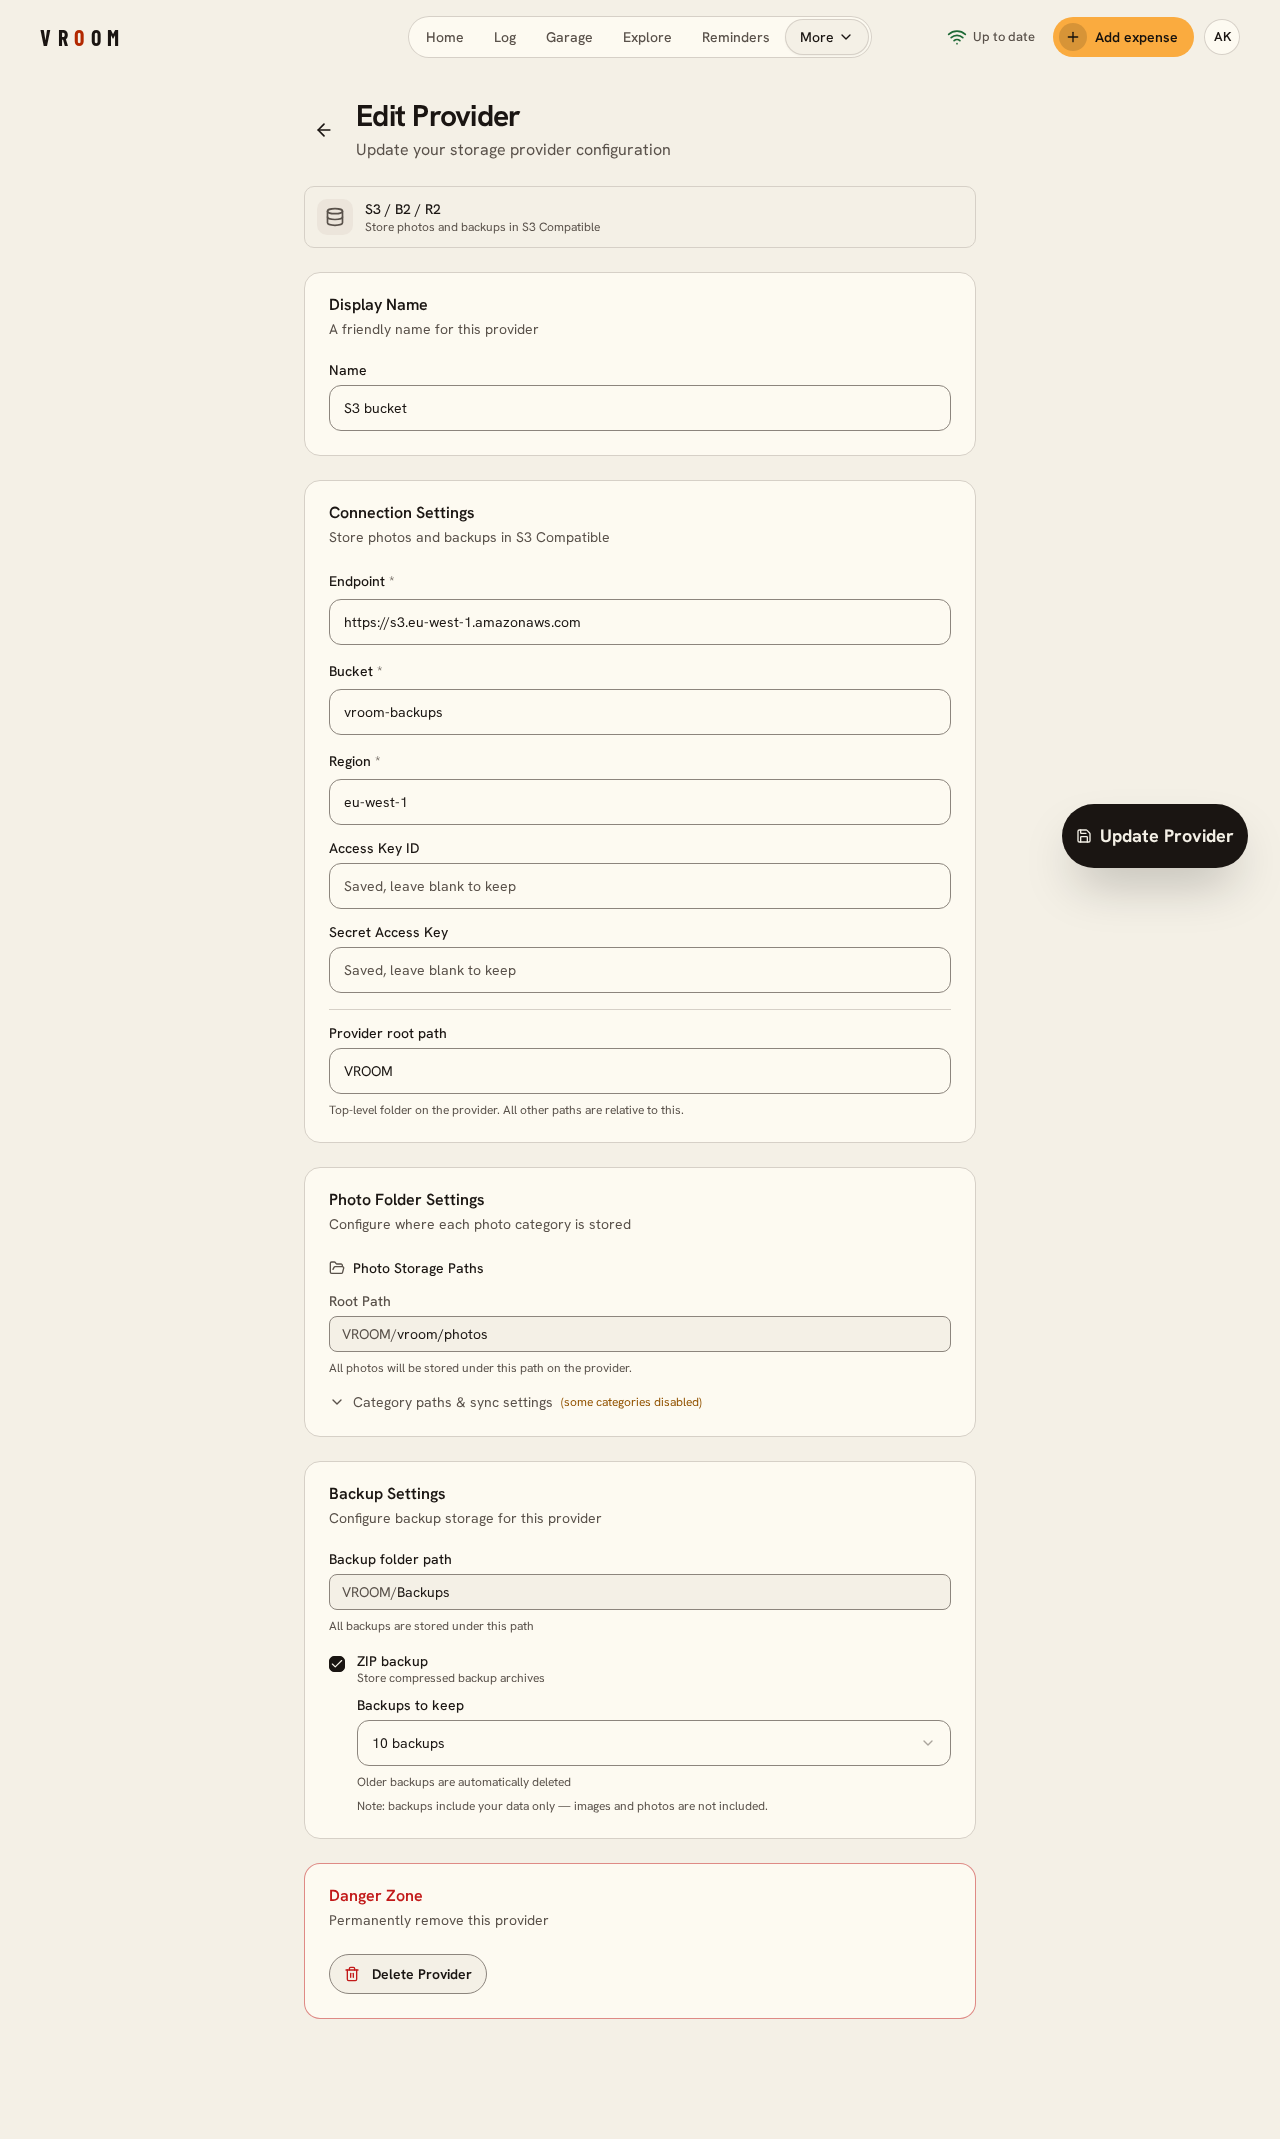 VROOM
Home
Log
Garage
Explore
Reminders
More
Up to date
Add expense
AK
Edit Provider
Update your storage provider configuration
S3 / B2 / R2
Store photos and backups in S3 Compatible
Display Name
A friendly name for this provider
Name
S3 bucket
Connection Settings
Store photos and backups in S3 Compatible
Endpoint *
https://s3.eu-west-1.amazonaws.com
Bucket *
vroom-backups
Region *
eu-west-1
Access Key ID
Saved, leave blank to keep
Secret Access Key
Saved, leave blank to keep
Provider root path
VROOM
Top-level folder on the provider. All other paths are relative to this.
Update Provider
Photo Folder Settings
Configure where each photo category is stored
Photo Storage Paths
Root Path
VROOM/vroom/photos
All photos will be stored under this path on the provider.
Category paths & sync settings (some categories disabled)
Backup Settings
Configure backup storage for this provider
Backup folder path
VROOM/Backups
All backups are stored under this path
ZIP backup
Store compressed backup archives
Backups to keep
10 backups
Older backups are automatically deleted
Note: backups include your data only — images and photos are not included.
Danger Zone
Permanently remove this provider
Delete Provider